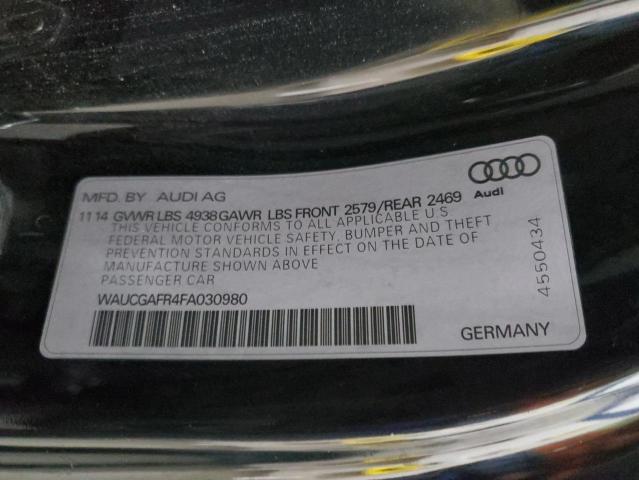 MFD. BY AUDI AG
Audi
11 14 GVWR LBS 4938 GAWR LBS FRONT 2579/REAR 2469
THIS VEHICLE CONFORMS TO ALL APPLICABLE U S
FEDERAL MOTOR VEHICLE SAFETY, BUMPER AND THEFT
PREVENTION STANDARDS IN EFFECT ON THE DATE OF
MANUFACTURE SHOWN ABOVE
PASSENGER CAR
WAUCGAFR4FA030980
GERMANY
4550434